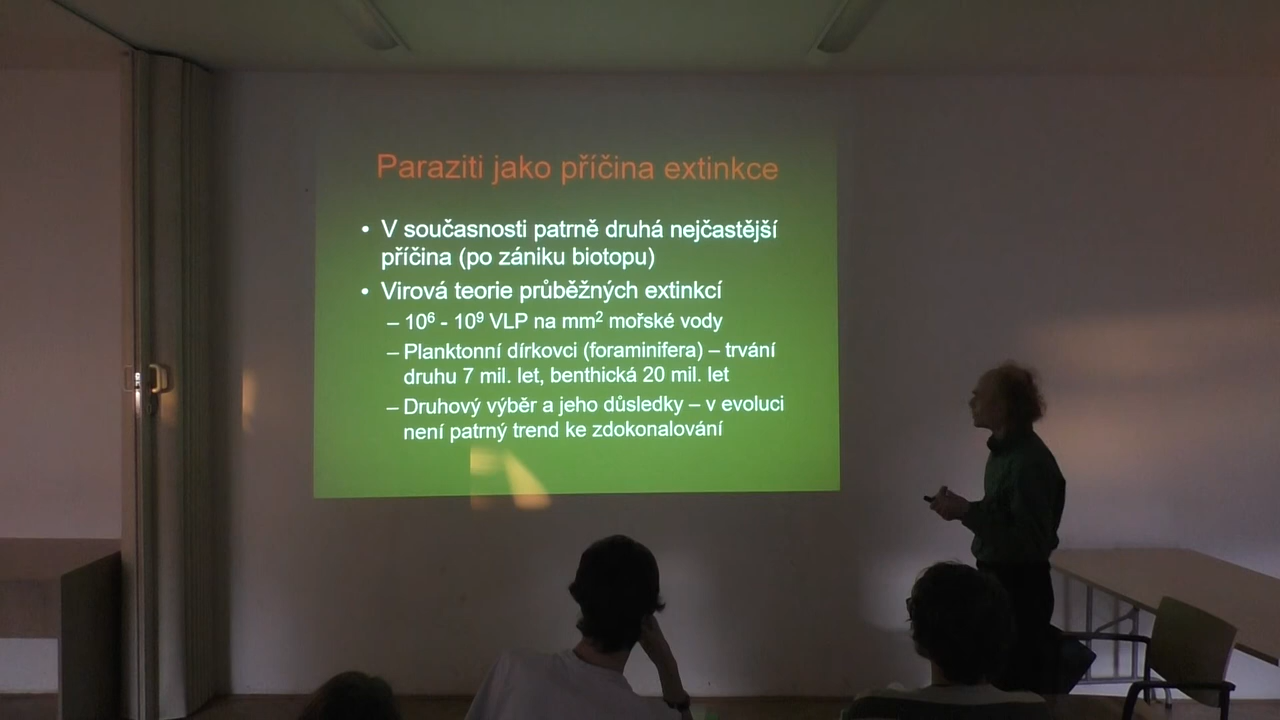 Paraziti jako příčina extinkce
• V současnosti patrně druhá nejčastější
příčina (po zániku biotopu)
• Virová teorie průběžných extinkcí
– 10⁶ - 10⁹ VLP na mm² mořské vody
– Planktonní dírkovci (foraminifera) – trvání
druhu 7 mil. let, benthická 20 mil. let
– Druhový výběr a jeho důsledky – v evoluci
není patrný trend ke zdokonalování